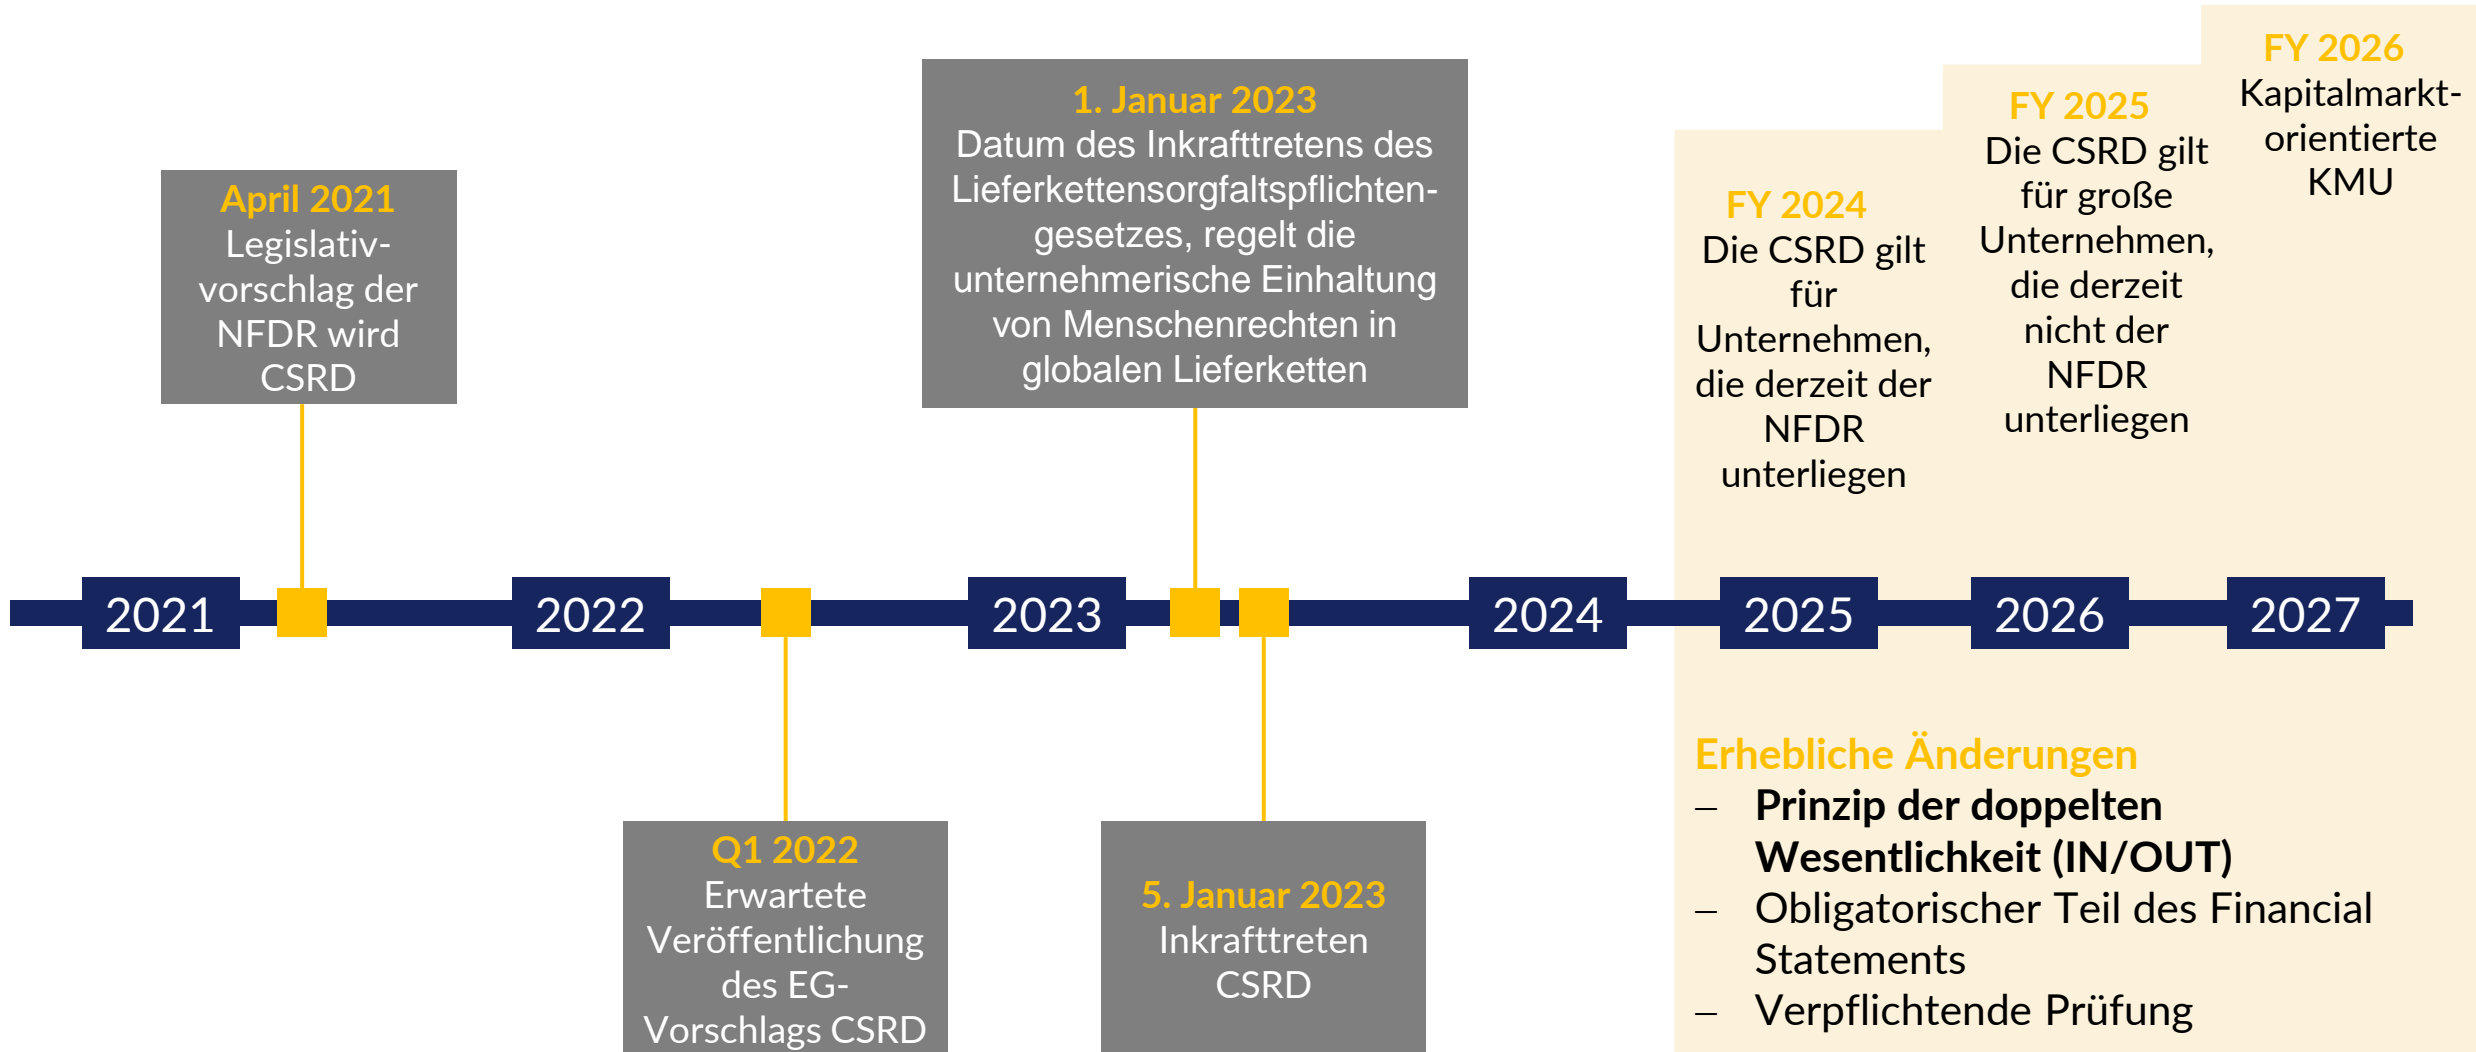 April 2021
Legislativ-
vorschlag der
NFDR wird
CSRD
1. Januar 2023
Datum des Inkrafttretens des
Lieferkettensorgfaltspflichten-
gesetzes, regelt die
unternehmerische Einhaltung
von Menschenrechten in
globalen Lieferketten
FY 2024
Die CSRD gilt
für
Unternehmen,
die derzeit der
NFDR
unterliegen
FY 2025
Die CSRD gilt
für große
Unternehmen,
die derzeit
nicht der
NFDR
unterliegen
FY 2026
Kapitalmarkt-
orientierte
KMU
2021
2022
2023
2024
2025
2026
2027
Q1 2022
Erwartete
Veröffentlichung
des EG-
Vorschlags CSRD
5. Januar 2023
Inkrafttreten
CSRD
Erhebliche Änderungen
– Prinzip der doppelten
Wesentlichkeit (IN/OUT)
– Obligatorischer Teil des Financial
Statements
– Verpflichtende Prüfung